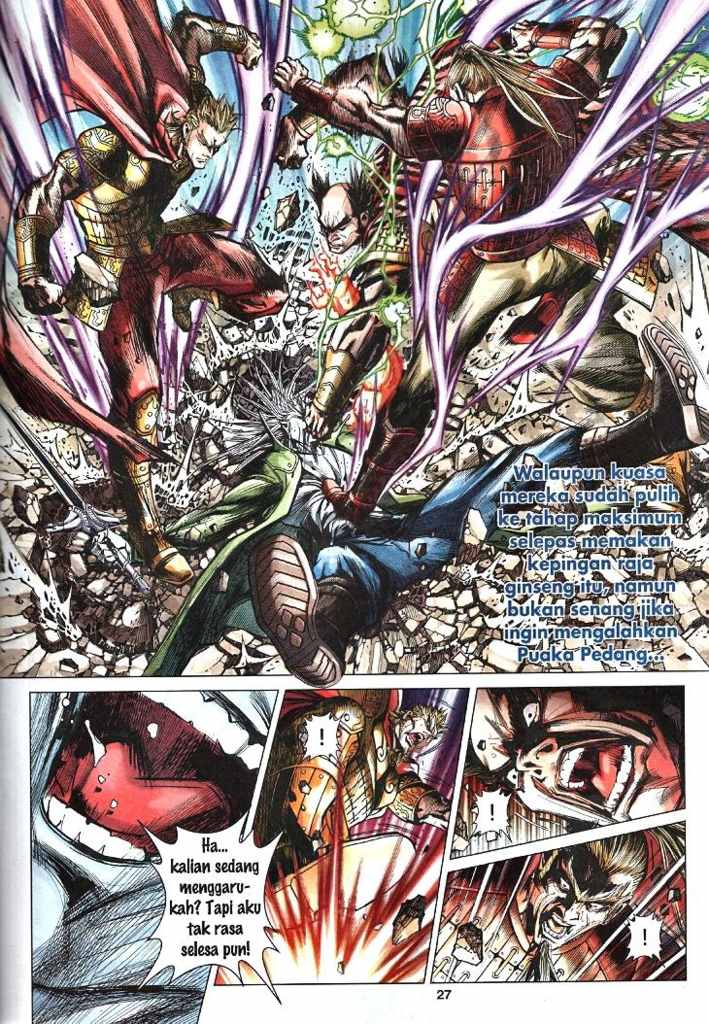 Walaupun kuasa
mereka sudah pulih
ke tahap maksimum
selepas memakan
kepingan raja
ginseng itu, namun
bukan senang jika
ingin mengalahkan
Puaka Pedang...
Ha...
kalian sedang
menggaru-
kah? Tapi aku
tak rasa
selesa pun!
!
!
!
27